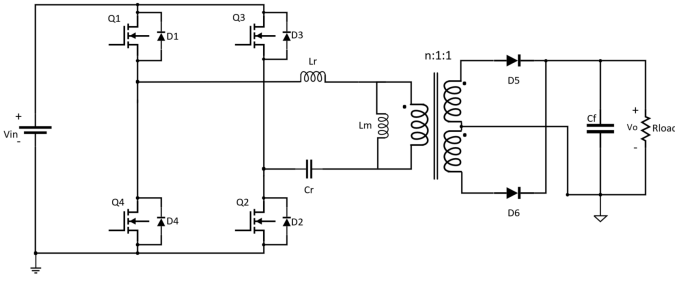 Q1
Q3
D1
D3
n:1:1
Lr
D5
+
Vin
-
Lm
Cf
+
Vo
-
Rload
Cr
Q4
Q2
D4
D2
D6